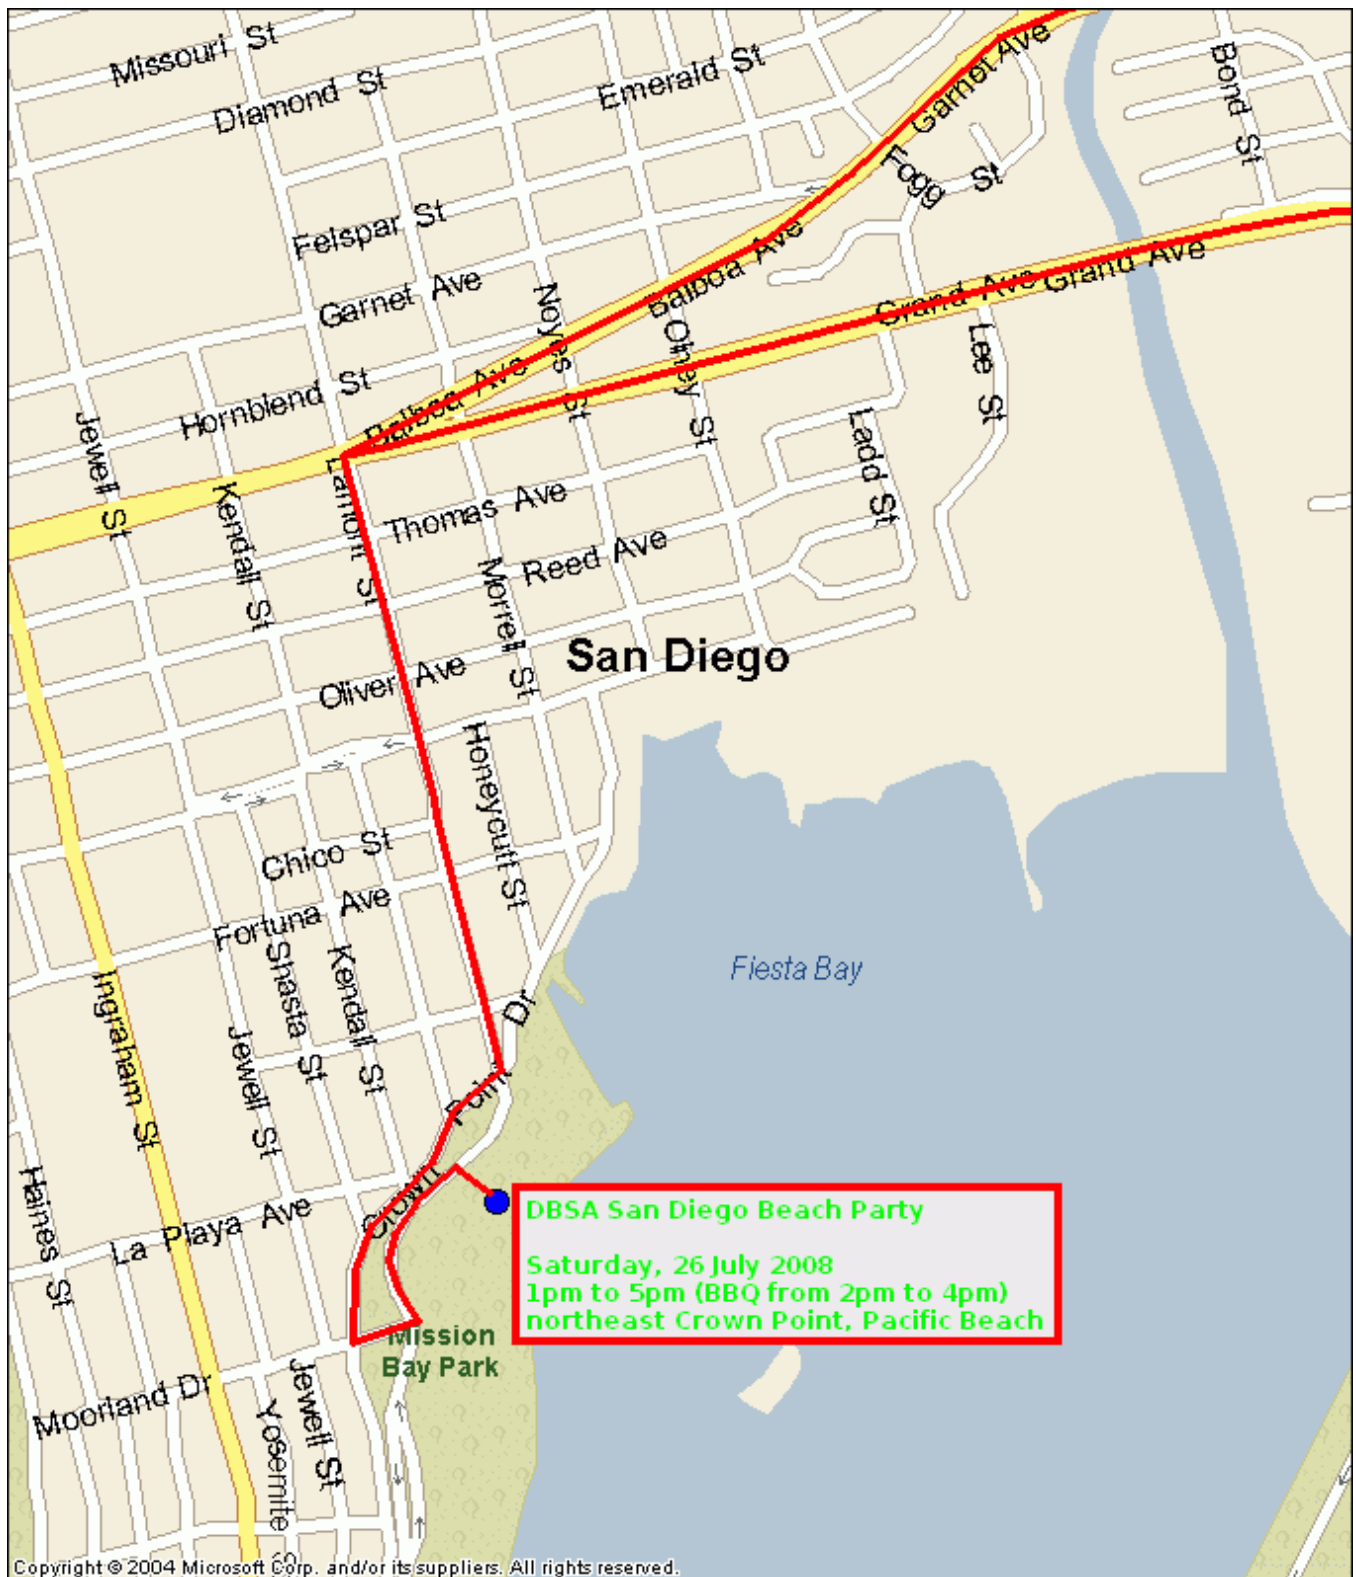 Missouri St
Diamond St
Emerald St
Garnet Ave
Bond St
Fogg St
Felspar St
Garnet Ave
Balboa Ave
Grand Ave
Grand Ave
Noyes St
Olney St
Lee St
Hornblend St
Balboa Ave
Jewell St
Kendall St
Lamont St
Thomas Ave
Ladd St
Reed Ave
Morrell St
San Diego
Oliver Ave
Honeycutt St
Chico St
Fortuna Ave
Fiesta Bay
Ingraham St
Shasta St
Kendall St
Jewell St
Crown Point Dr
Haines St
La Playa Ave
DBSA San Diego Beach Party
Saturday, 26 July 2008
1pm to 5pm (BBQ from 2pm to 4pm)
northeast Crown Point, Pacific Beach
Mission
Bay Park
Moorland Dr
Jewell St
Yosemite
Copyright © 2004 Microsoft Corp. and/or its suppliers. All rights reserved.